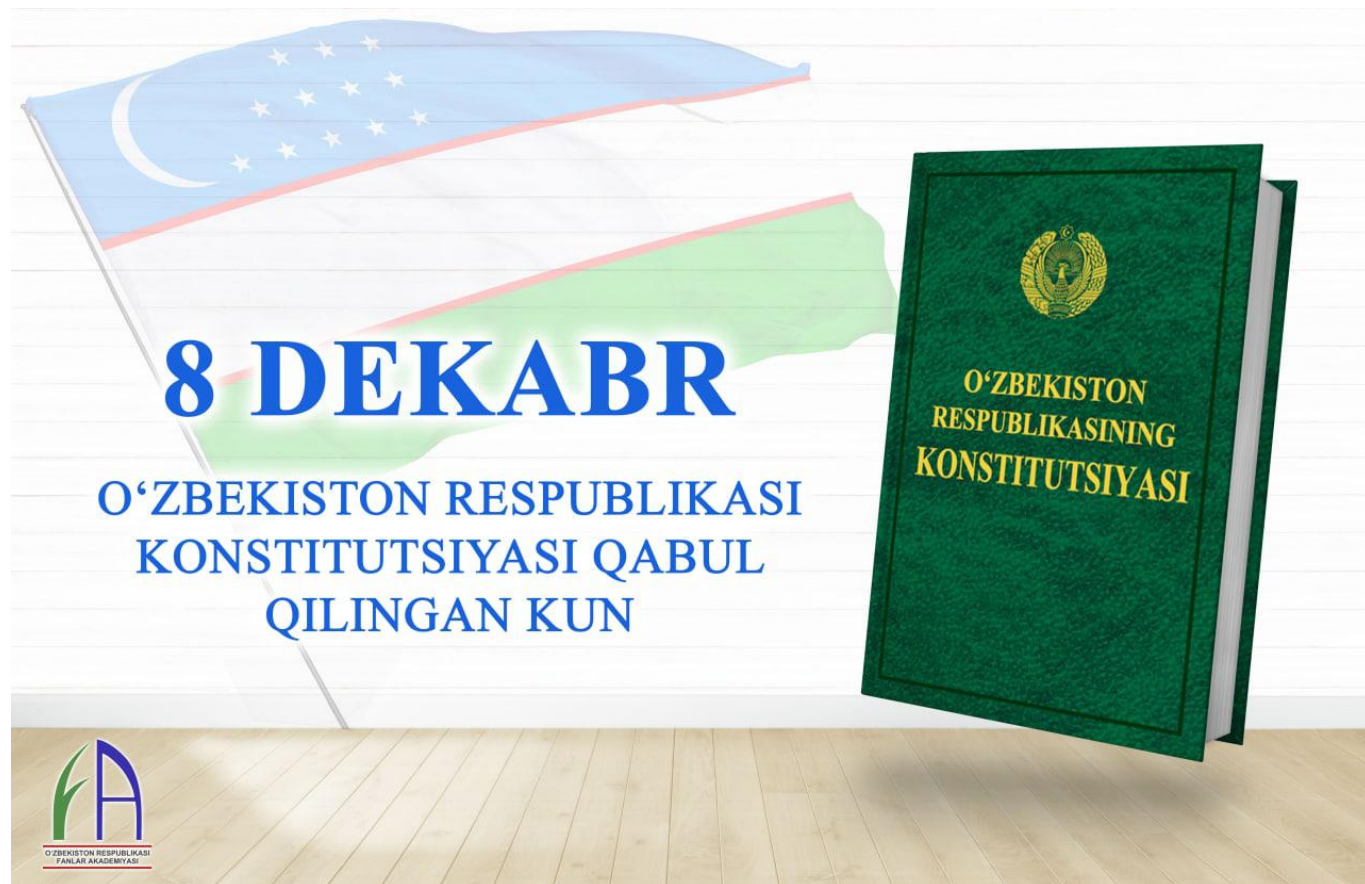 8 DEKABR
O‘ZBEKISTON RESPUBLIKASI
KONSTITUTSIYASI QABUL
QILINGAN KUN
O‘ZBEKISTON
RESPUBLIKASINING
KONSTITUTSIYASI
O‘ZBEKISTON RESPUBLIKASI
FANLAR AKADEMIYASI